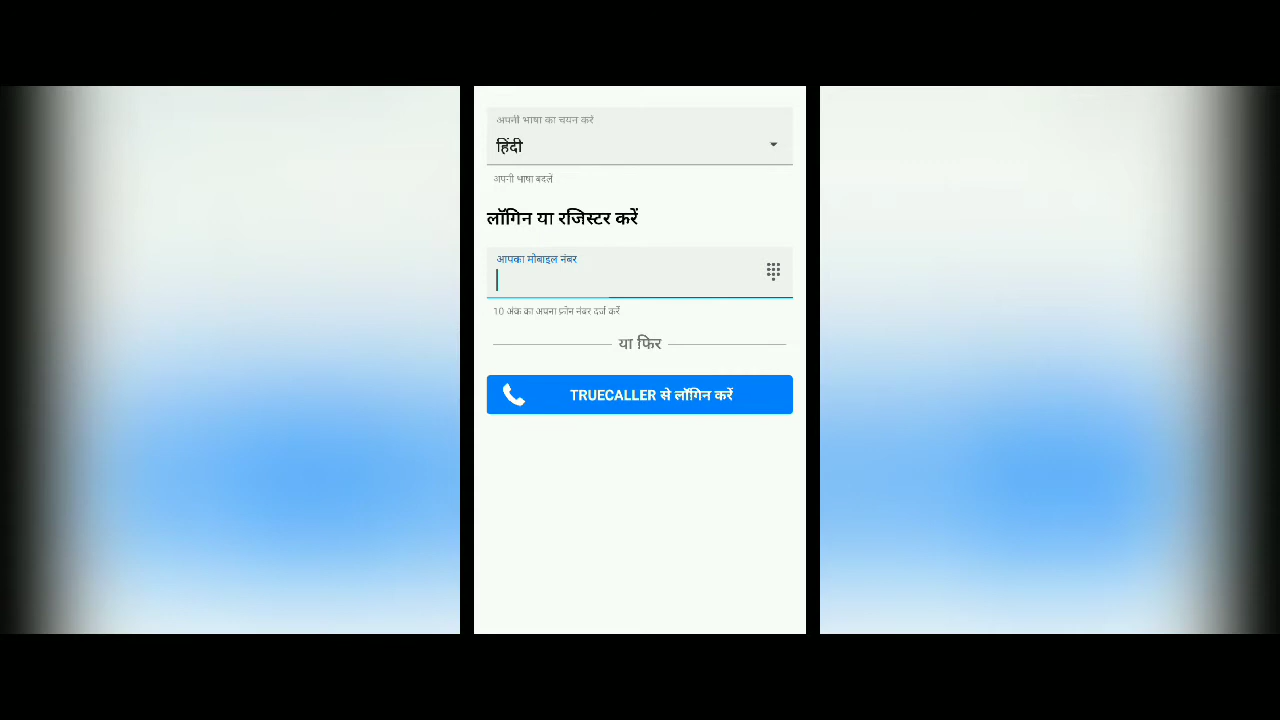 अपनी भाषा का चयन करें
हिंदी
अपनी भाषा बदलें
लॉगिन या रजिस्टर करें
आपका मोबाइल नंबर
10 अंक का अपना फ़ोन नंबर दर्ज करें
या फिर
TRUECALLER से लॉगिन करें